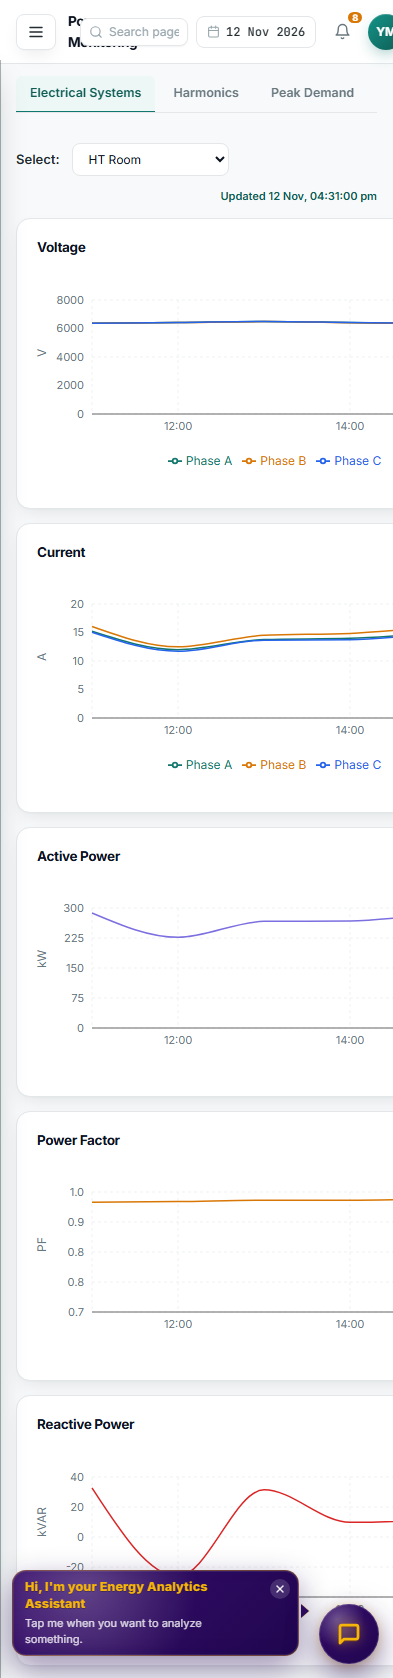 Search page
12 Nov 2026
8
YM
Electrical Systems
Harmonics
Peak Demand
Select:
HT Room
Updated 12 Nov, 04:31:00 pm
Voltage
8000
6000
4000
2000
0
V
12:00
14:00
Phase A
Phase B
Phase C
Current
20
15
10
5
0
A
12:00
14:00
Phase A
Phase B
Phase C
Active Power
300
225
150
75
0
kW
12:00
14:00
Power Factor
1.0
0.9
0.8
0.8
0.7
PF
12:00
14:00
Reactive Power
40
20
0
-20
kVAR
Hi, I'm your Energy Analytics
Assistant
Tap me when you want to analyze
something.